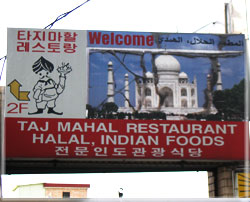 타지마할
레스토랑
2F
Welcome
TAJ MAHAL RESTAURANT
HALAL, INDIAN FOODS
전문인도관광식당